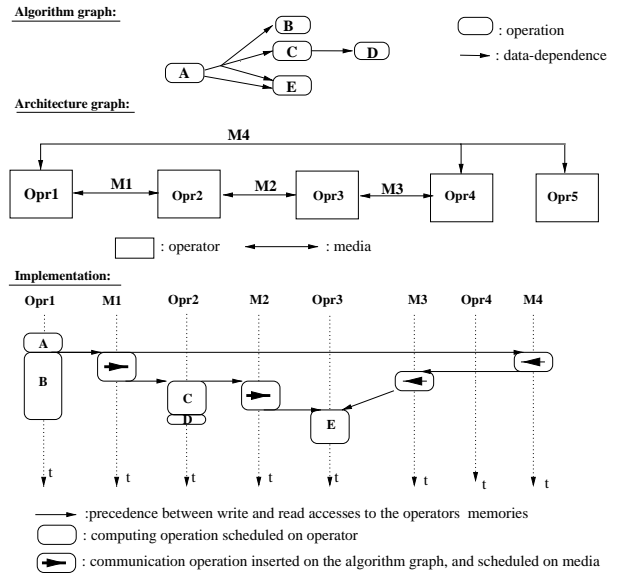 Algorithm graph:
B
: operation
C
D
A
: data-dependence
E
Architecture graph:
M4
Opr1
M1
Opr2
M2
Opr3
M3
Opr4
Opr5
: operator
: media
Implementation:
Opr1 M1 Opr2 M2 Opr3 M3 Opr4 M4
A
B
C
D
E
t t t t t t t t
:precedence between write and read accesses to the operators memories
: computing operation scheduled on operator
: communication operation inserted on the algorithm graph, and scheduled on media